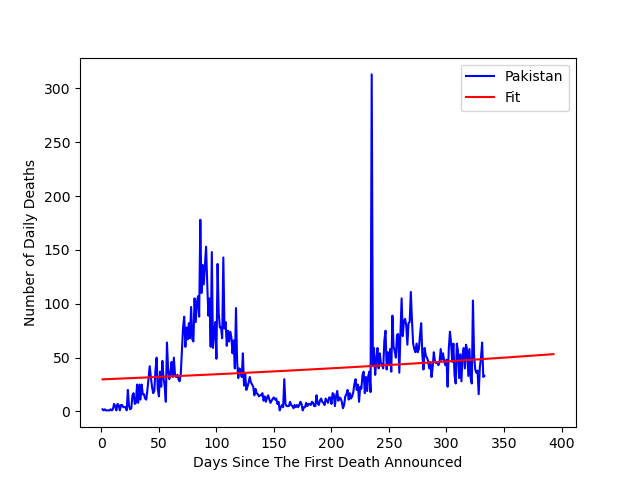 Pakistan
Fit
300
250
200
150
100
50
0
Number of Daily Deaths
0 50 100 150 200 250 300 350 400
Days Since The First Death Announced